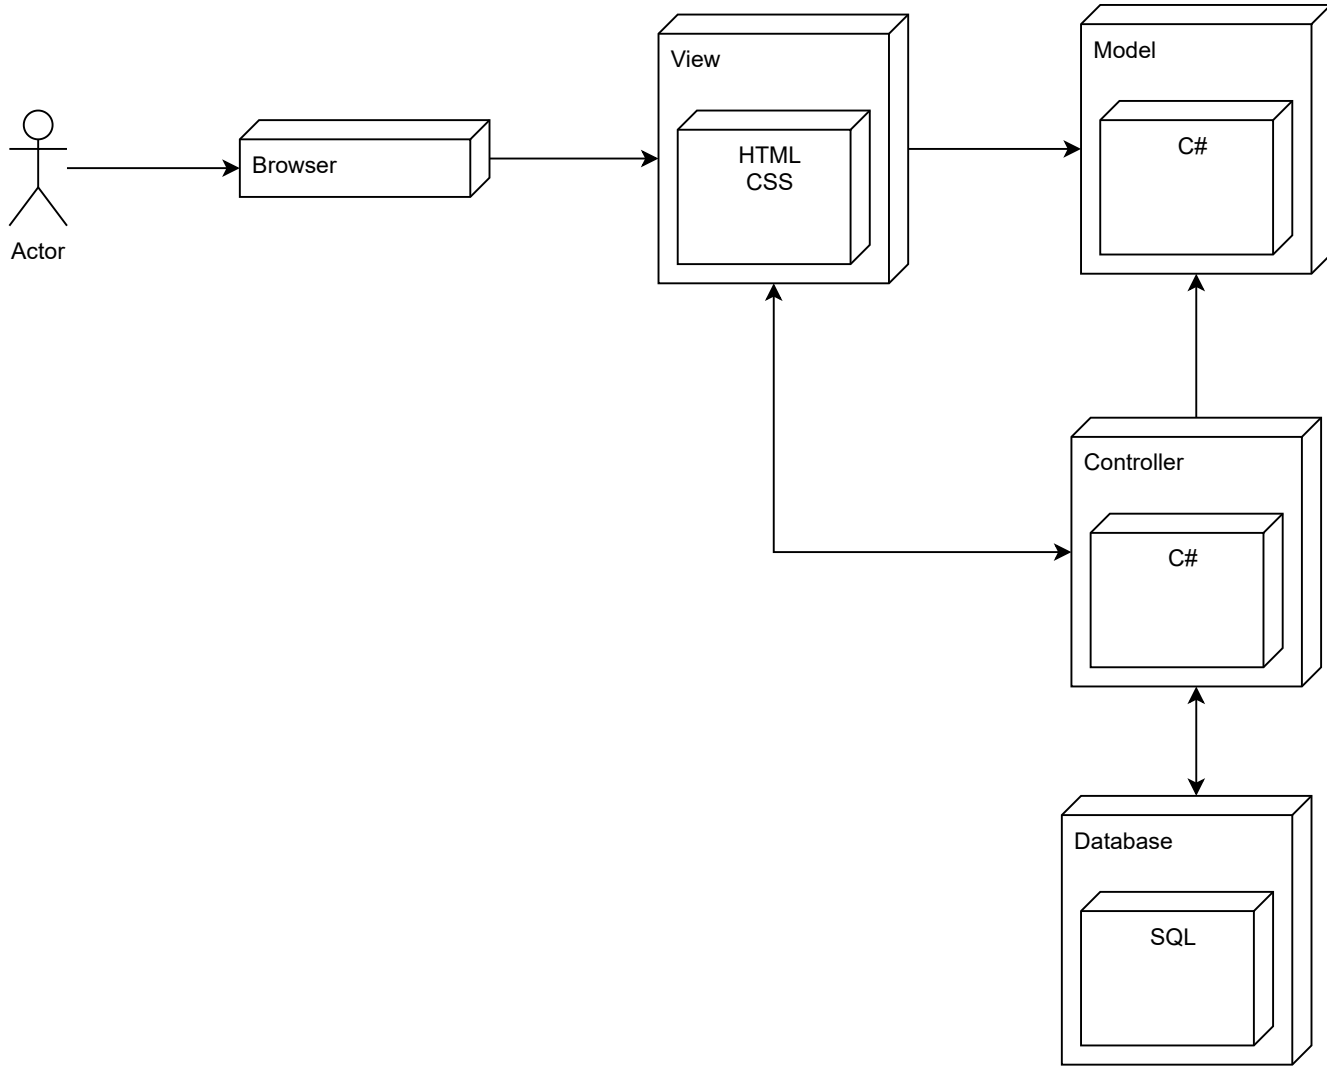 View
Model
HTML
CSS
C#
Browser
Actor
Controller
C#
Database
SQL